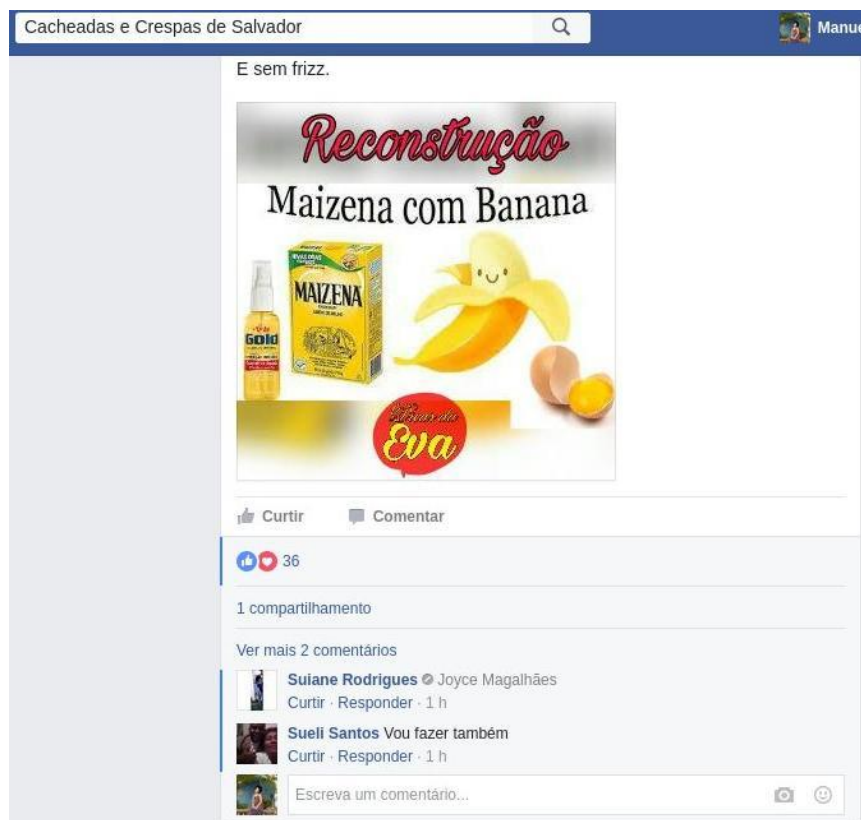 Cacheadas e Crespas de Salvador
Manue
E sem frizz.
Reconstrução
Maizena com Banana
MAIZENA
Gold
Eva
Curtir Comentar
36
1 compartilhamento
Ver mais 2 comentários
Suiane Rodrigues Joyce Magalhães
Curtir · Responder · 1 h
Sueli Santos Vou fazer também
Curtir · Responder · 1 h
Escreva um comentário...